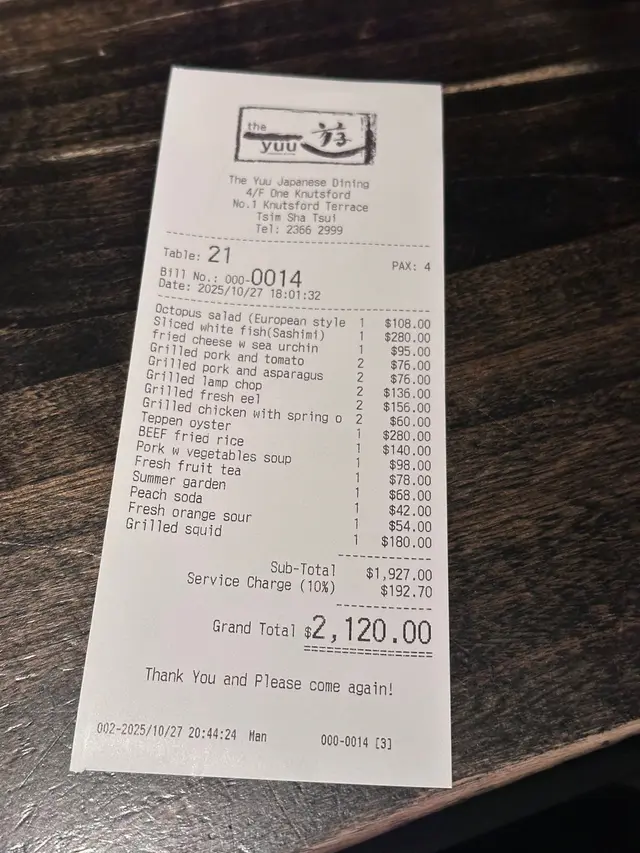 the
yuu 遊
The Yuu Japanese Dining
4/F One Knutsford
No.1 Knutsford Terrace
Tsim Sha Tsui
Tel: 2366 2999
Table: 21 PAX: 4
Bill No.: 000-0014
Date: 2025/10/27 18:01:32
Octopus salad (European style 1 $108.00
Sliced white fish(Sashimi) 1 $280.00
fried cheese w sea urchin 1 $95.00
Grilled pork and tomato 2 $76.00
Grilled pork and asparagus 2 $76.00
Grilled lamp chop 2 $136.00
Grilled fresh eel 2 $156.00
Grilled chicken with spring o 2 $60.00
Teppen oyster 1 $280.00
BEEF fried rice 1 $140.00
Pork w vegetables soup 1 $98.00
Fresh fruit tea 1 $78.00
Summer garden 1 $68.00
Peach soda 1 $42.00
Fresh orange sour 1 $54.00
Grilled squid 1 $180.00
Sub-Total $1,927.00
Service Charge (10%) $192.70
Grand Total $2,120.00
Thank You and Please come again!
002-2025/10/27 20:44:24 Man 000-0014 [3]